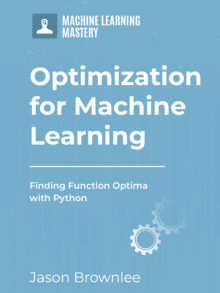 MACHINE LEARNING
MASTERY
Optimization
for Machine
Learning
Finding Function Optima
with Python
Jason Brownlee